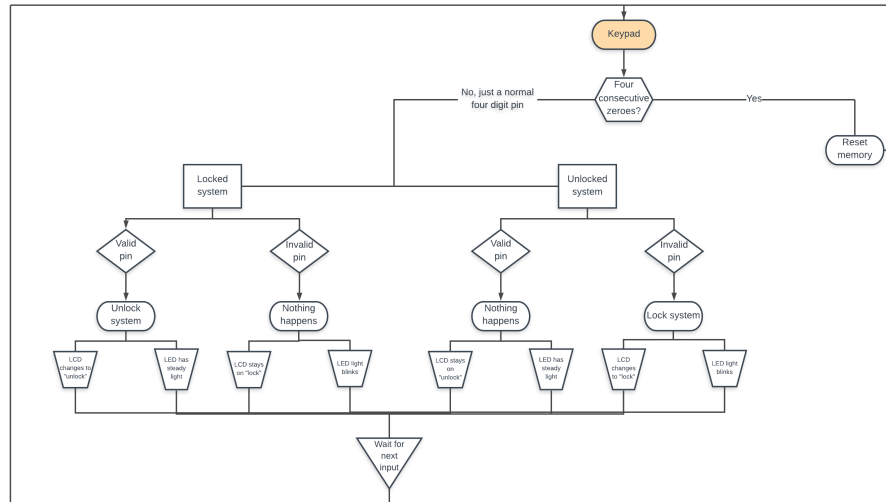 Keypad
Four
consecutive
zeroes?
No, just a normal
four digit pin
Yes
Reset
memory
Locked
system
Unlocked
system
Valid
pin
Invalid
pin
Valid
pin
Invalid
pin
Unlock
system
Nothing
happens
Nothing
happens
Lock system
LCD
changes to
"unlock"
LED has
steady
light
LCD stays
on "lock"
LED light
blinks
LCD stays
on
"unlock"
LED has
steady
light
LCD
changes
to "lock"
LED light
blinks
Wait for
next
input